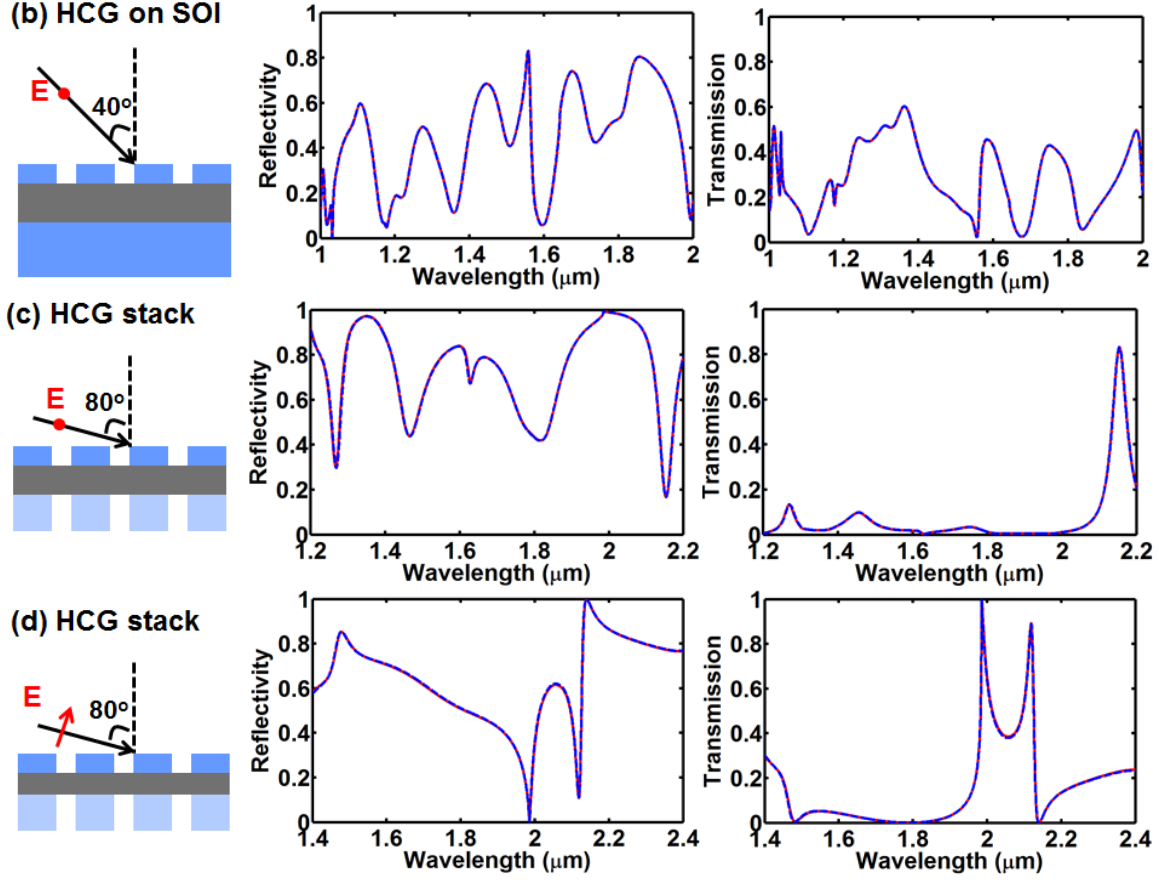 (b) HCG on SOI
E
40°
Reflectivity
1
0.8
0.6
0.4
0.2
0
1 1.2 1.4 1.6 1.8 2
Wavelength (μm)
Transmission
1
0.8
0.6
0.4
0.2
0
1 1.2 1.4 1.6 1.8 2
Wavelength (μm)
(c) HCG stack
E
80°
Reflectivity
1
0.8
0.6
0.4
0.2
0
1.2 1.4 1.6 1.8 2 2.2
Wavelength (μm)
Transmission
1
0.8
0.6
0.4
0.2
0
1.2 1.4 1.6 1.8 2 2.2
Wavelength (μm)
(d) HCG stack
E
80°
Reflectivity
1
0.8
0.6
0.4
0.2
0
1.4 1.6 1.8 2 2.2 2.4
Wavelength (μm)
Transmission
1
0.8
0.6
0.4
0.2
0
1.4 1.6 1.8 2 2.2 2.4
Wavelength (μm)